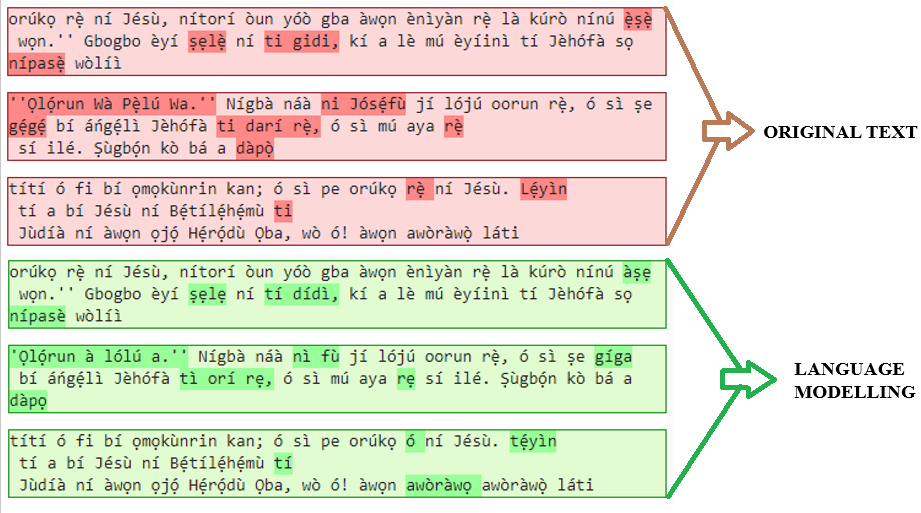 orúkọ rẹ̀ ní Jésù, nítorí òun yóò gba àwọn ènìyàn rẹ̀ là kúrò nínú ẹ̀ṣẹ̀
wọn.'' Gbogbo èyí ṣẹlẹ̀ ní ti gidi, kí a lè mú èyíinì tí Jèhófà sọ
nípasẹ̀ wòlíì
''Ọlọ́run Wà Pẹ̀lú Wa.'' Nígbà náà ni Jósẹ́fù jí lójú oorun rẹ̀, ó sì ṣe
gẹ́gẹ́ bí áńgẹ́lì Jèhófà ti darí rẹ̀, ó sì mú aya rẹ̀
sí ilé. Ṣùgbọ́n kò bá a dàpọ̀
títí ó fi bí ọmọkùnrin kan; ó sì pe orúkọ rẹ̀ ní Jésù. Lẹ́yìn
tí a bí Jésù ní Bẹ́tílẹ́hẹ́mù ti
Jùdíà ní àwọn ọjọ́ Hẹ́rọ́dù Ọba, wò ó! àwọn awòràwọ̀ láti
ORIGINAL TEXT
orúkọ rẹ̀ ní Jésù, nítorí òun yóò gba àwọn ènìyàn rẹ̀ là kúrò nínú àṣẹ
wọn.'' Gbogbo èyí ṣẹlẹ ní tí dídì, kí a lè mú èyíinì tí Jèhófà sọ
nípasẹ̀ wòlíì
'Ọlọ́run à lólú a.'' Nígbà náà nì fù jí lójú oorun rẹ̀, ó sì ṣe gíga
bí áńgẹ́lì Jèhófà tì orí rẹ, ó sì mú aya rẹ sí ilé. Ṣùgbọ́n kò bá a
dàpọ
títí ó fi bí ọmọkùnrin kan; ó sì pe orúkọ ó ní Jésù. tẹ́yìn
tí a bí Jésù ní Bẹ́tílẹ́hẹ́mù tí
Jùdíà ní àwọn ọjọ́ Hẹ́rọ́dù Ọba, wò ó! àwọn awòràwọ awòràwọ̀ láti
LANGUAGE
MODELLING